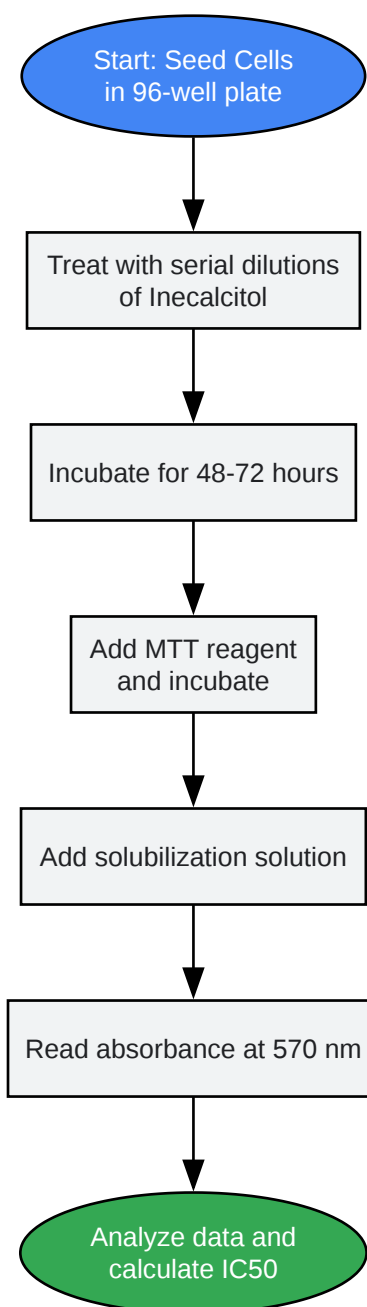 Start: Seed Cells
in 96-well plate
Treat with serial dilutions
of Inecalcitol
Incubate for 48-72 hours
Add MTT reagent
and incubate
Add solubilization solution
Read absorbance at 570 nm
Analyze data and
calculate IC50